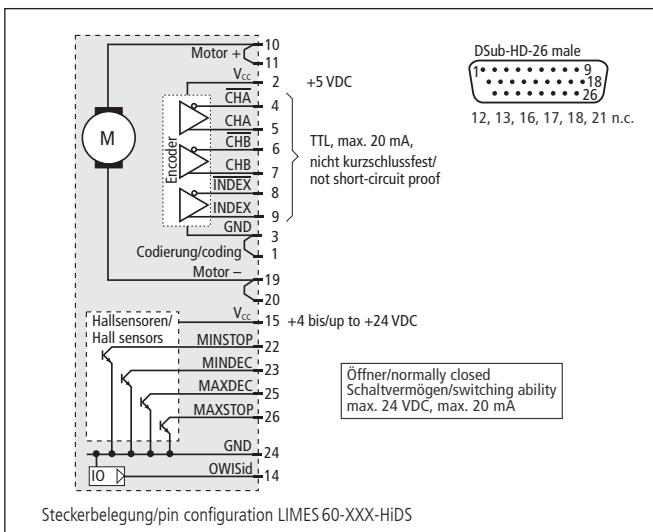 10
Motor +
11
DSub-HD-26 male
1 9
18
26
12, 13, 16, 17, 18, 21 n.c.
Vcc 2 +5 VDC
CHA 4
CHA 5
CHB 6
CHB 7
INDEX 8
INDEX 9
GND 3
Codierung/coding 1
M
Encoder
TTL, max. 20 mA,
nicht kurzschlussfest/
not short-circuit proof
Motor – 19
20
Vcc 15 +4 bis/up to +24 VDC
Hallsensoren/
Hall sensors
MINSTOP 22
MINDEC 23
MAXDEC 25
MAXSTOP 26
GND 24
OWISid 14
IO
Öffner/normally closed
Schaltvermögen/switching ability
max. 24 VDC, max. 20 mA
Steckerbelegung/pin configuration LIMES 60-XXX-HiDS